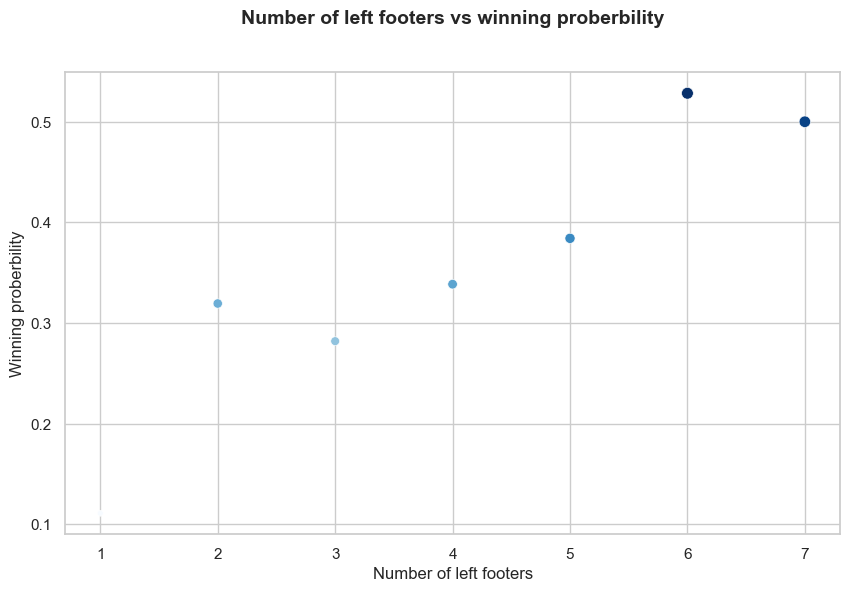 Number of left footers vs winning proberbility
Winning proberbility
0.5
0.4
0.3
0.2
0.1
1 2 3 4 5 6 7
Number of left footers